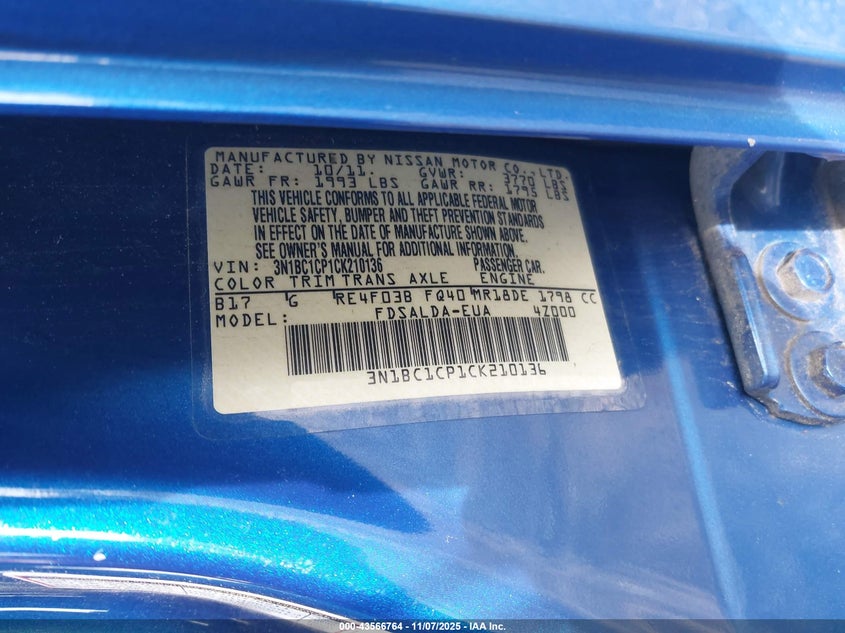 MANUFACTURED BY NISSAN MOTOR CO., LTD.
DATE: 10/11. GVWR: 3770 LBS
GAWR FR: 1993 LBS GAWR RR: 1795 LBS
THIS VEHICLE CONFORMS TO ALL APPLICABLE FEDERAL MOTOR
VEHICLE SAFETY, BUMPER AND THEFT PREVENTION STANDARDS
IN EFFECT ON THE DATE OF MANUFACTURE SHOWN ABOVE.
SEE OWNER'S MANUAL FOR ADDITIONAL INFORMATION.
VIN: 3N1BC1CP1CK210136 PASSENGER CAR.
COLOR TRIM TRANS AXLE ENGINE
B17 G RE4F03B FQ40 MR18DE 1798 CC
MODEL: FDSALDA-EUA 4Z000
3N1BC1CP1CK210136
000-43566764 - 11/07/2025 - IAA Inc.